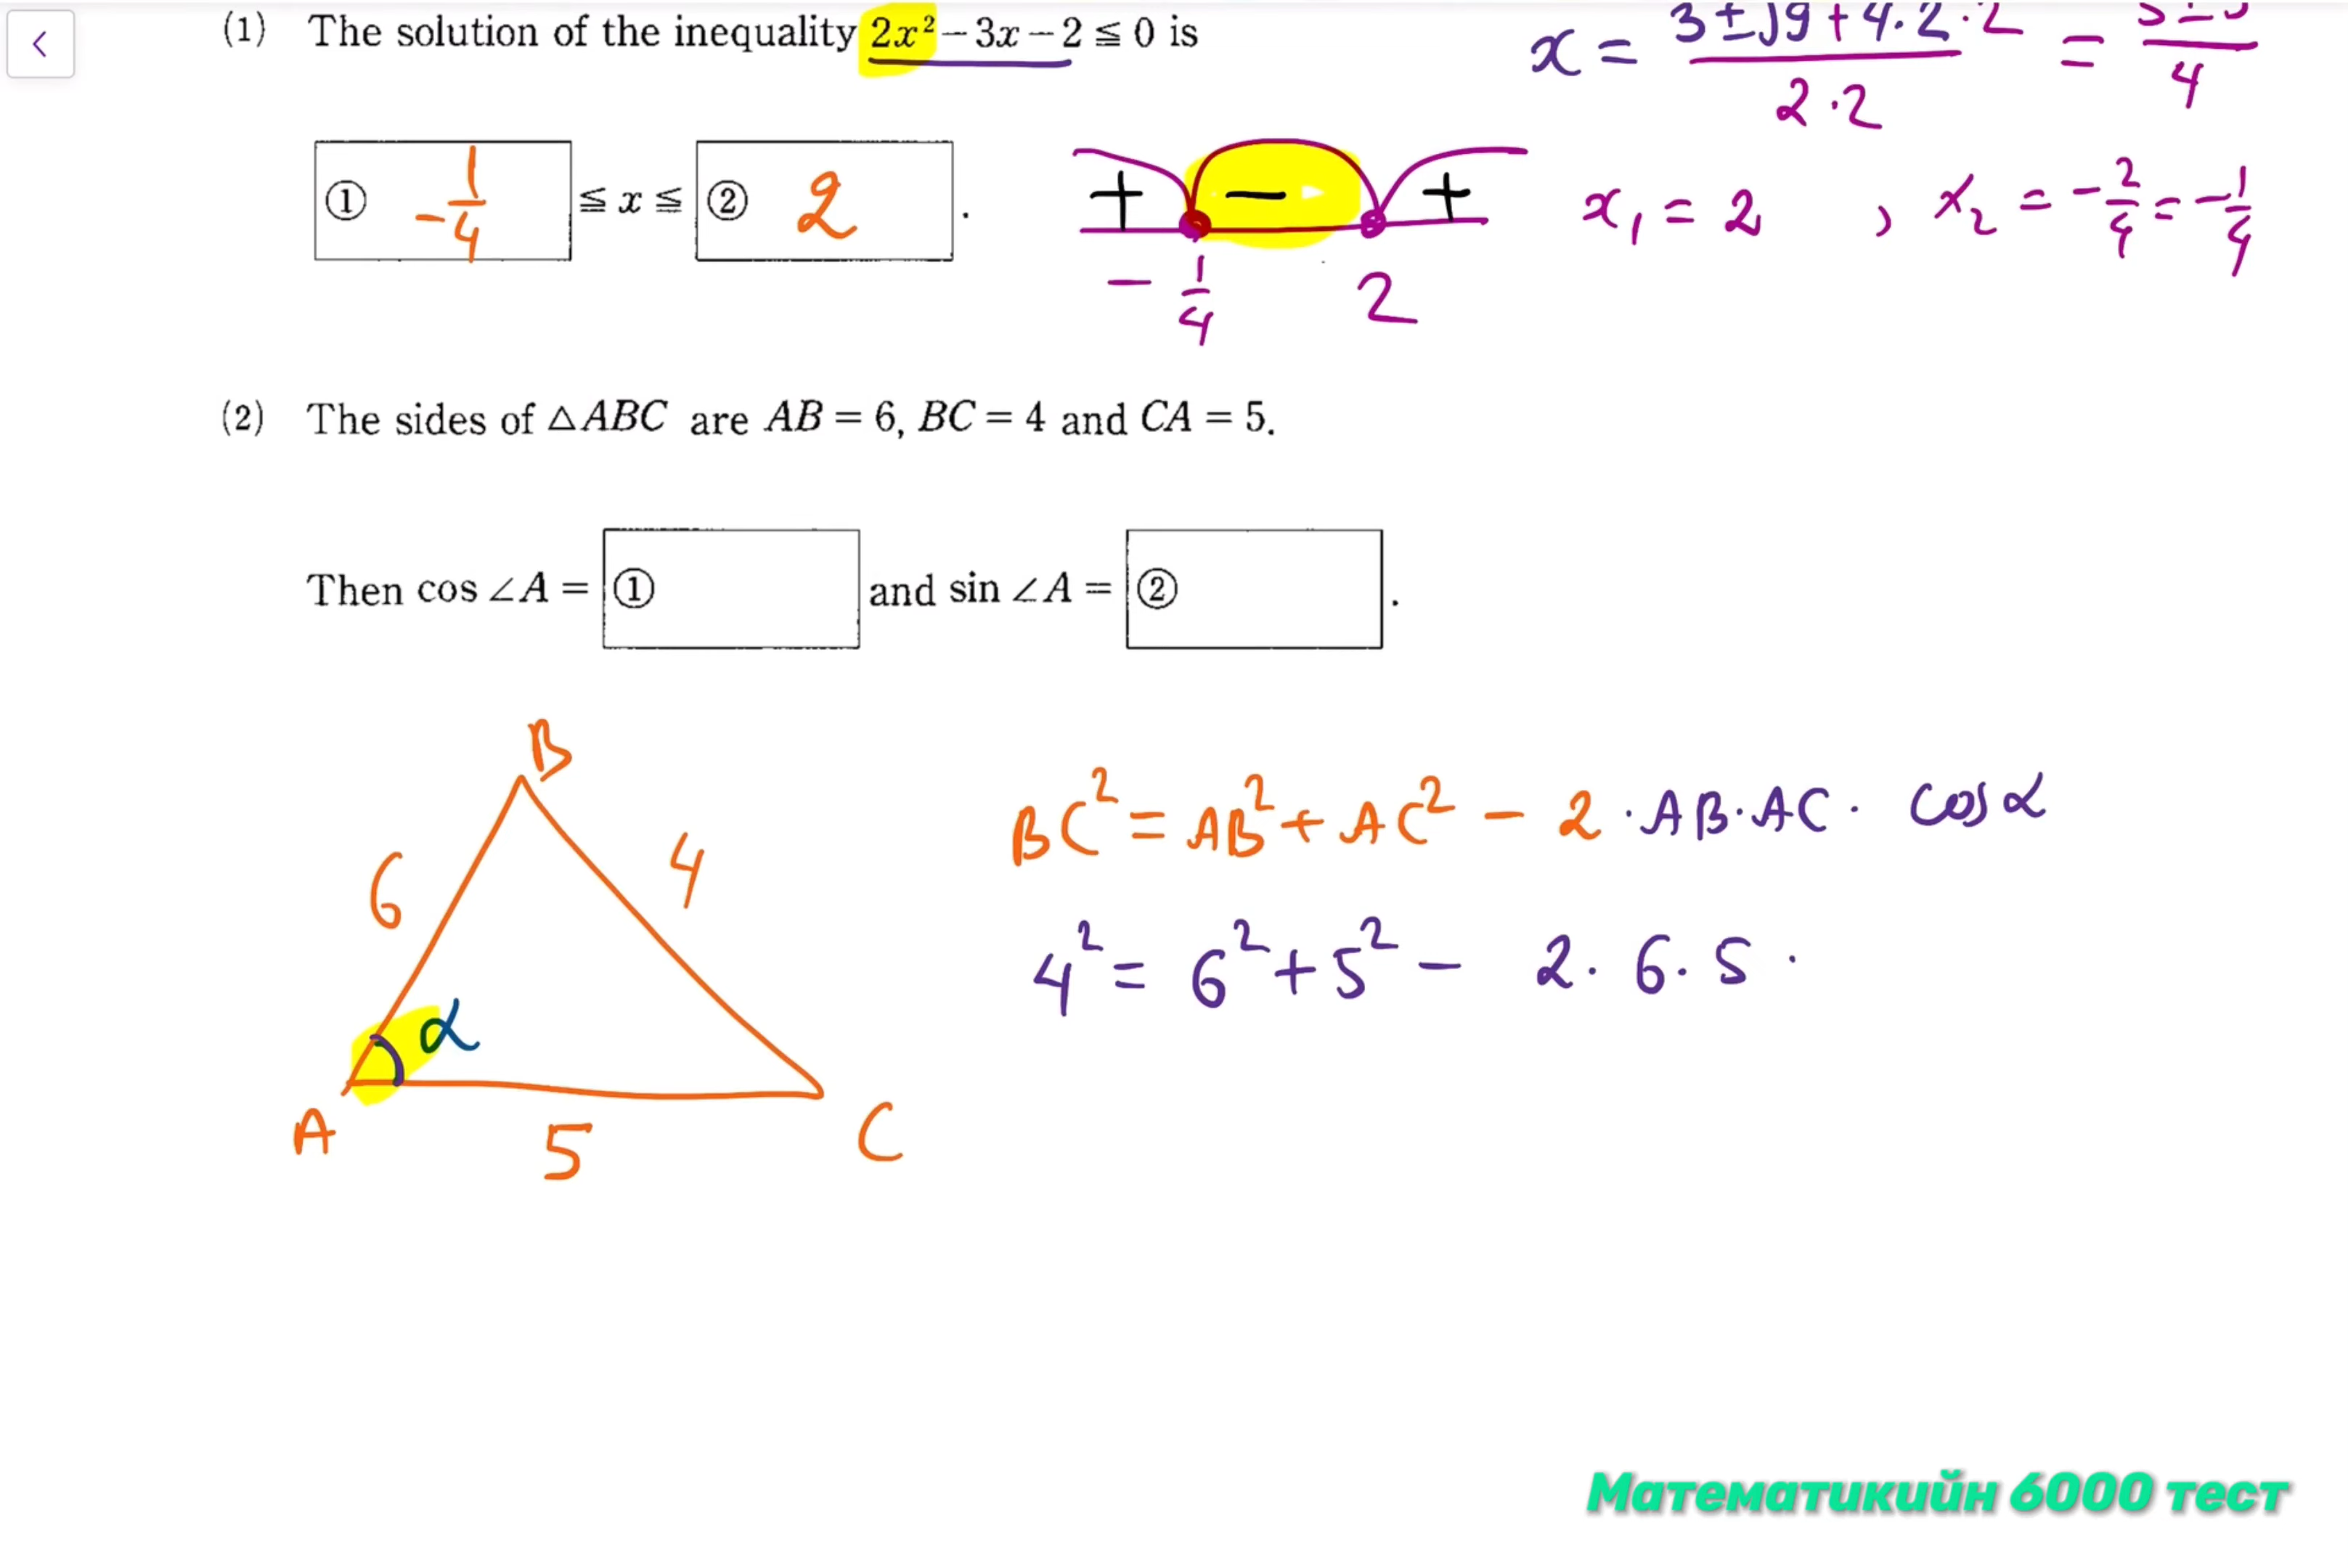 (1) The solution of the inequality 2x² − 3x − 2 ≦ 0 is
x = (3 ± √9 + 4·2·2)/(2·2) = /4
① −1/4 ≦ x ≦ ② 2 .
+ − +
−1/4 2
x₁ = 2 , x₂ = −2/4 = −1/4
(2) The sides of △ABC are AB = 6, BC = 4 and CA = 5.
Then cos ∠A = ① and sin ∠A = ② .
B
6 4
α
A 5 C
BC² = AB² + AC² − 2 · AB · AC · cos α
4² = 6² + 5² − 2 · 6 · 5 ·
Математикийн 6000 тест